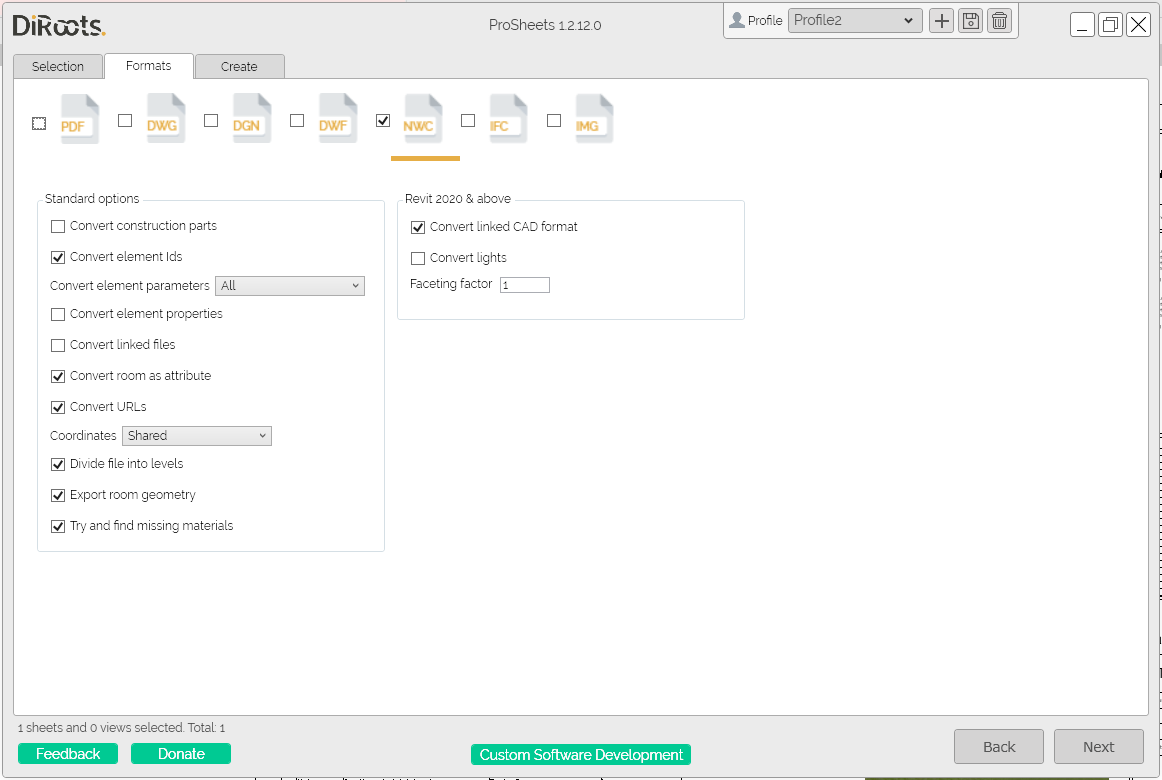 DiRoots.
ProSheets 1.2.12.0
Profile Profile2
Selection Formats Create
PDF DWG DGN DWF NWC IFC IMG
Standard options
Convert construction parts
Convert element Ids
Convert element parameters All
Convert element properties
Convert linked files
Convert room as attribute
Convert URLs
Coordinates Shared
Divide file into levels
Export room geometry
Try and find missing materials
Revit 2020 & above
Convert linked CAD format
Convert lights
Faceting factor 1
1 sheets and 0 views selected. Total: 1
Feedback Donate Custom Software Development Back Next